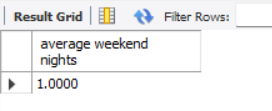 Result Grid Filter Rows:
average weekend
nights
1.0000